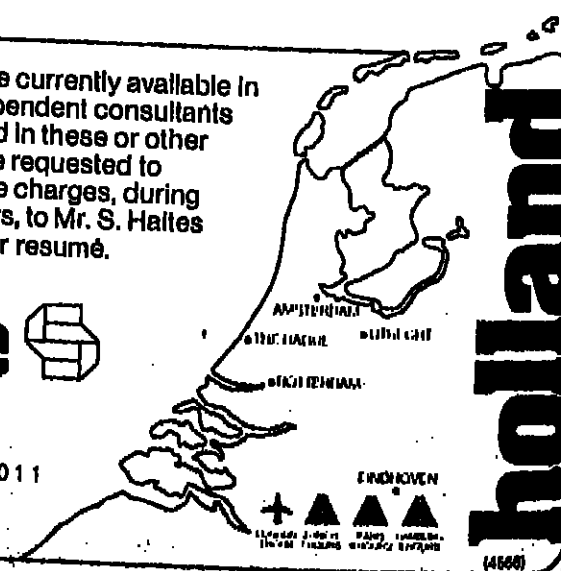 e currently available in
pendent consultants
d in these or other
e requested to
e charges, during
rs, to Mr. S. Haltes
r resumé.
011
AMSTERDAM
THE HAGUE
UTRECHT
ROTTERDAM
EINDHOVEN
holland
(4566)